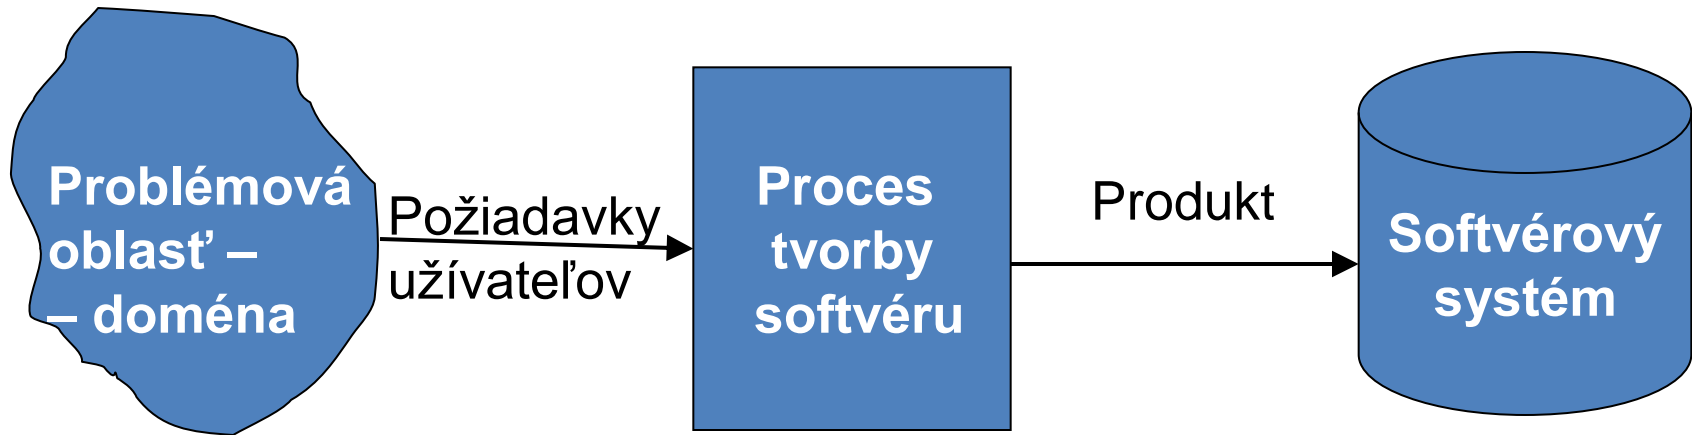 Problémová
oblasť –
– doména
Požiadavky
užívateľov
Proces
tvorby
softvéru
Produkt
Softvérový
systém